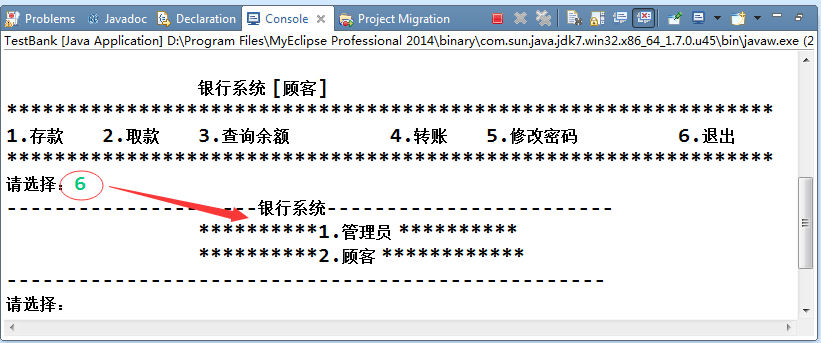 Problems @ Javadoc Declaration Console Project Migration
TestBank [Java Application] D:\Program Files\MyEclipse Professional 2014\binary\com.sun.java.jdk7.win32.x86_64_1.7.0.u45\bin\javaw.exe (2
银行系统 [顾客]
****************************************************************
1.存款 2.取款 3.查询余额 4.转账 5.修改密码 6.退出
****************************************************************
请选择：6
---------------------银行系统------------------------
**********1.管理员 **********
**********2.顾客 ************
--------------------------------------------------
请选择：